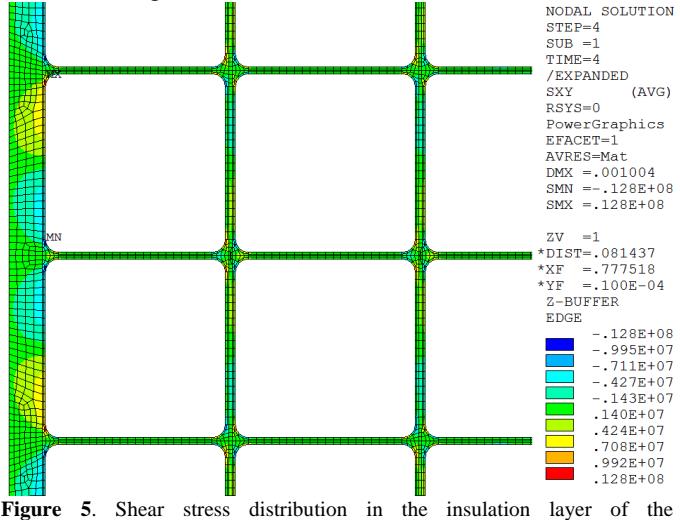 NODAL SOLUTION
STEP=4
SUB =1
TIME=4
/EXPANDED
SXY (AVG)
RSYS=0
PowerGraphics
EFACET=1
AVRES=Mat
DMX =.001004
SMN =-.128E+08
SMX =.128E+08
ZV =1
*DIST=.081437
*XF =.777518
*YF =.100E-04
Z-BUFFER
EDGE
-.128E+08
-.995E+07
-.711E+07
-.427E+07
-.143E+07
.140E+07
.424E+07
.708E+07
.992E+07
.128E+08
MX
MN
Figure 5. Shear stress distribution in the insulation layer of the